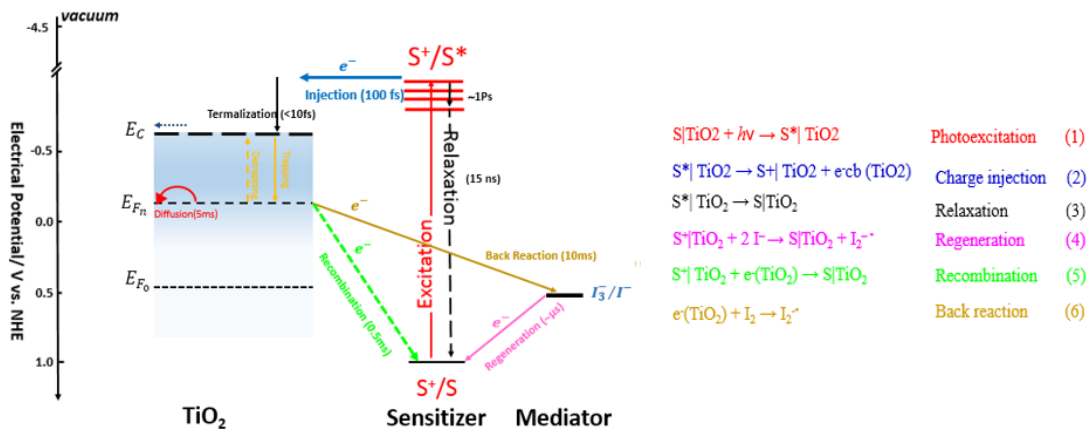 vacuum
-4.5
-0.5
0.0
0.5
1.0
Electrical Potential/ V vs. NHE
S⁺/S*
e⁻
Injection (100 fs)
~1Ps
Termalization (<10fs)
E_C
Detrapping
Trapping
Relaxation
(15 ns)
E_Fn
Diffusion(5ms)
e⁻
e⁻
Back Reaction (10ms)
Excitation
E_F0
Recombination (0.5ms)
I₃⁻/I⁻
e⁻
Regeneration (~μs)
S⁺/S
TiO₂
Sensitizer
Mediator
S|TiO2 + hν → S*| TiO2 Photoexcitation (1)
S*| TiO2 → S+| TiO2 + e-cb (TiO2) Charge injection (2)
S*| TiO₂ → S|TiO₂ Relaxation (3)
S⁺|TiO₂ + 2 I⁻ → S|TiO₂ + I₂⁻• Regeneration (4)
S⁺| TiO₂ + e-(TiO₂) → S|TiO₂ Recombination (5)
e-(TiO₂) + I₂ → I₂⁻• Back reaction (6)